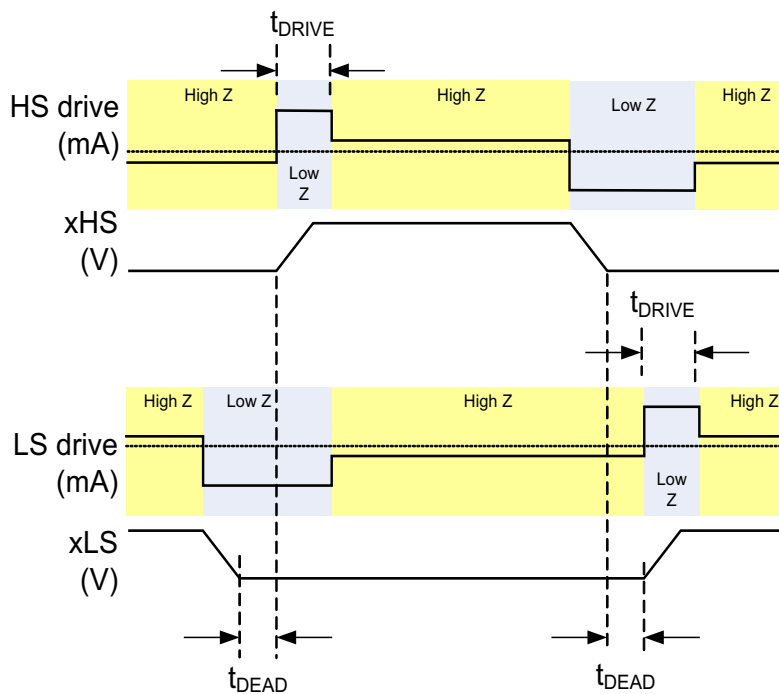 tDRIVE
High Z
High Z
Low Z
High Z
HS drive
(mA)
Low
Z
xHS
(V)
tDRIVE
High Z
Low Z
High Z
High Z
LS drive
(mA)
Low
Z
xLS
(V)
tDEAD
tDEAD